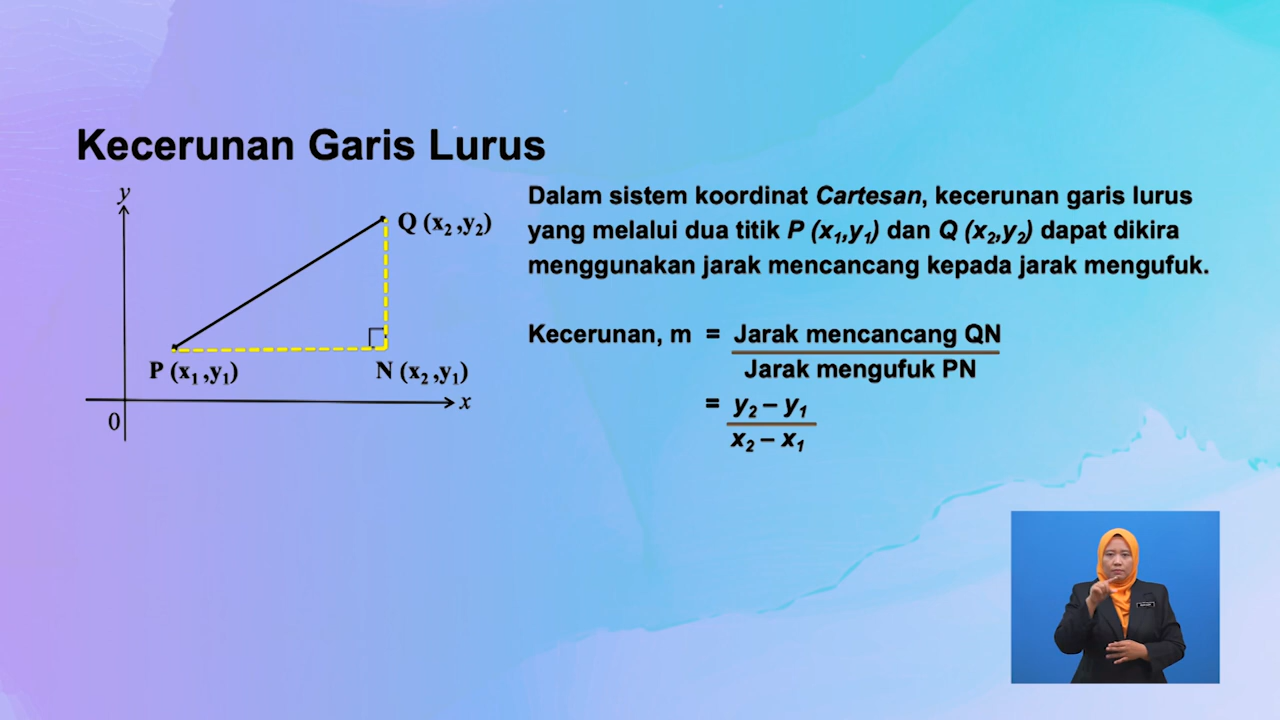 Kecerunan Garis Lurus
y
Q (x₂ ,y₂)
P (x₁ ,y₁)
N (x₂ ,y₁)
x
0
Dalam sistem koordinat Cartesan, kecerunan garis lurus
yang melalui dua titik P (x₁,y₁) dan Q (x₂,y₂) dapat dikira
menggunakan jarak mencancang kepada jarak mengufuk.
Kecerunan, m = Jarak mencancang QN
Jarak mengufuk PN
= y₂ – y₁
x₂ – x₁